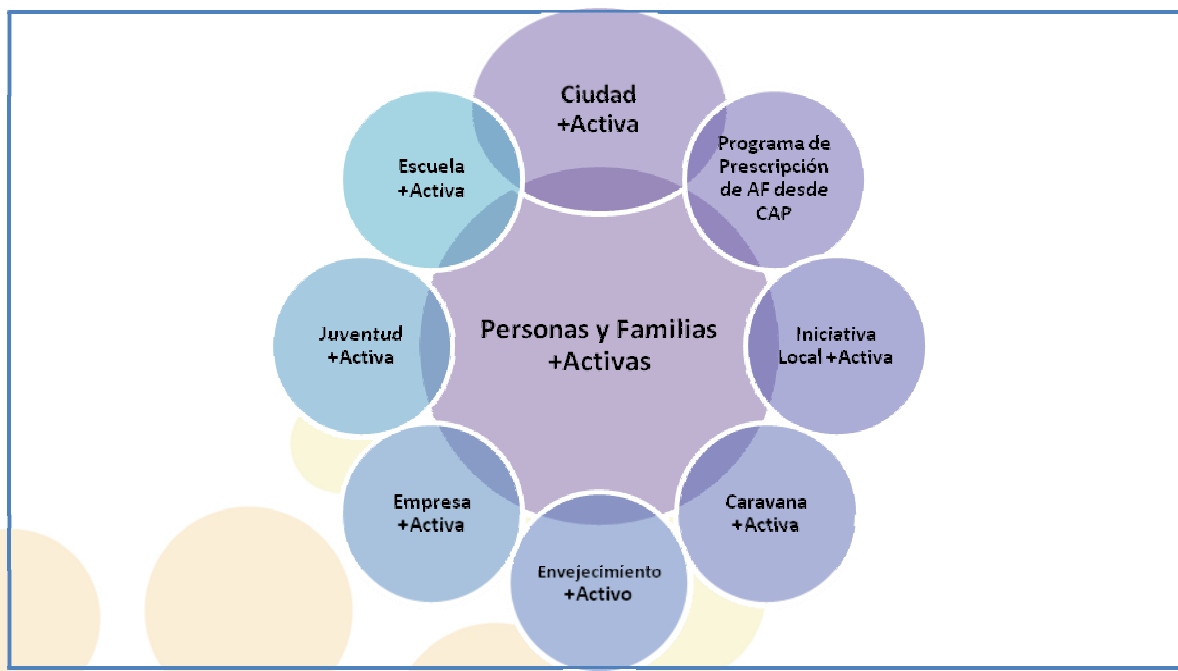 Ciudad
+Activa
Programa de
Prescripción
de AF desde
CAP
Iniciativa
Local +Activa
Caravana
+Activa
Envejecimiento
+Activo
Empresa
+Activa
Juventud
+Activa
Escuela
+Activa
Personas y Familias
+Activas